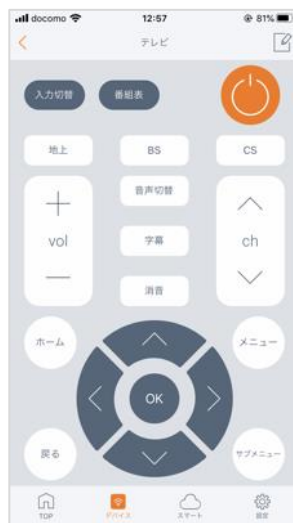 docomo 12:57 81%
テレビ
入力切替 番組表
地上 BS CS
音声切替
vol 字幕 ch
消音
ホーム メニュー
OK
戻る サブメニュー
TOP デバイス スマート 設定